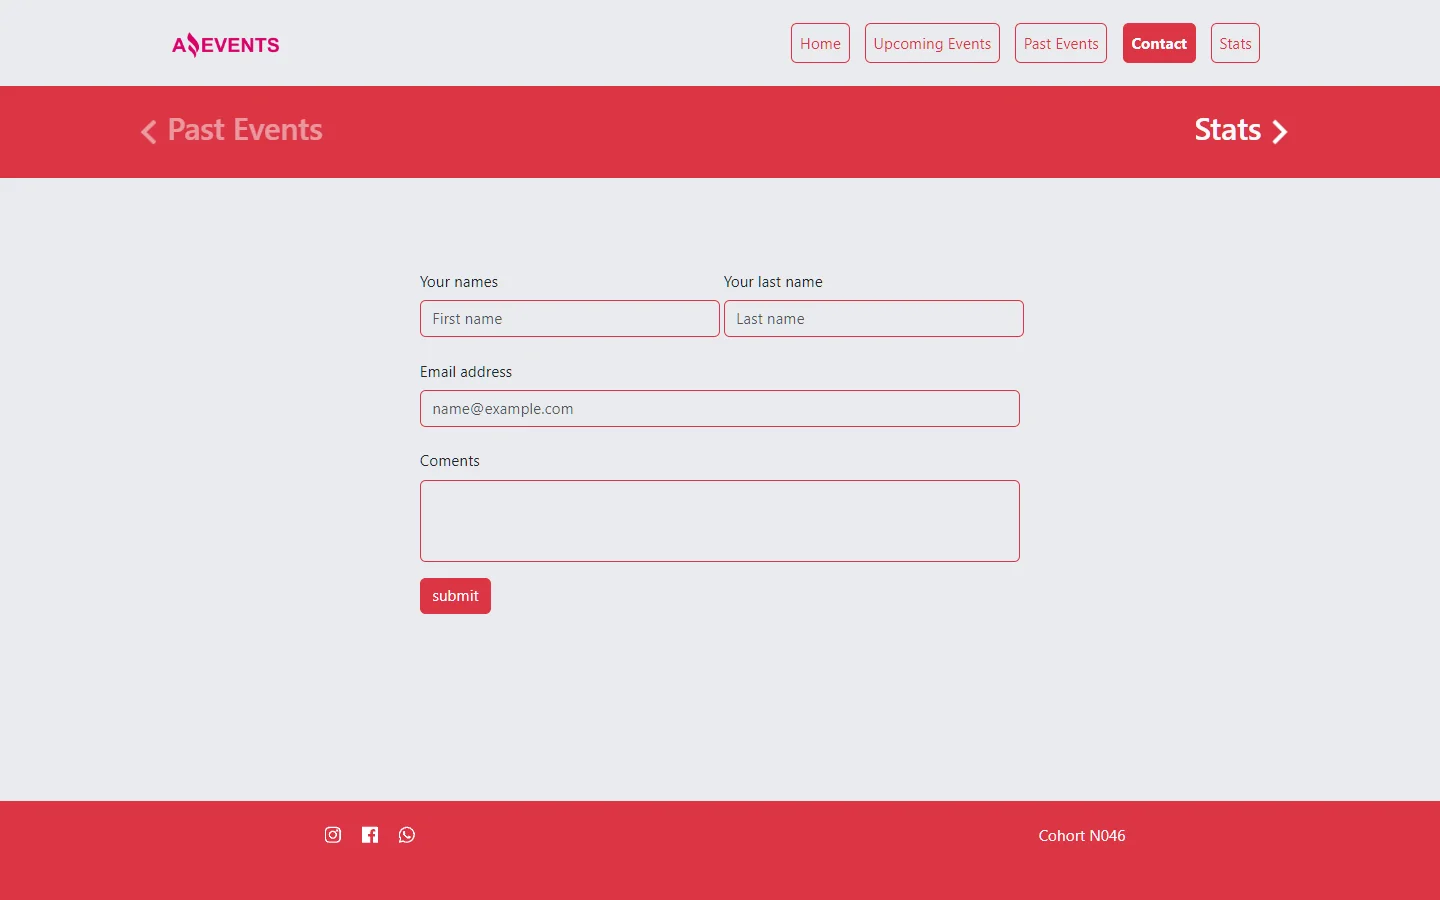 A EVENTS
Home Upcoming Events Past Events Contact Stats
Past Events Stats
Your names Your last name
First name Last name
Email address
name@example.com
Coments
submit
Cohort N046